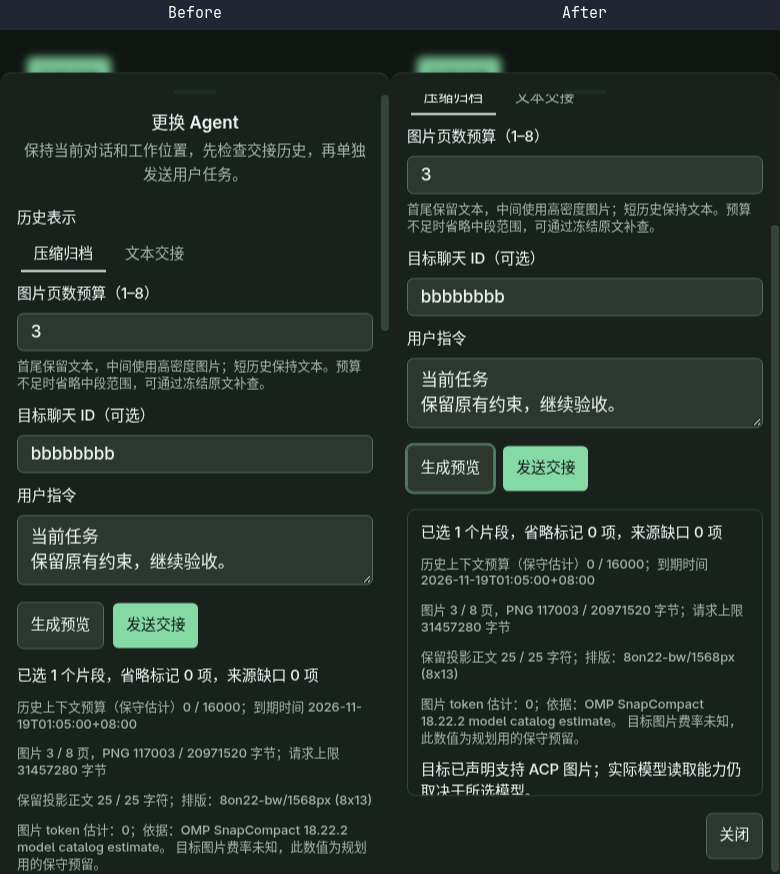 Before
After
更换 Agent
保持当前对话和工作位置，先检查交接历史，再单独
发送用户任务。
历史表示
压缩归档
文本交接
图片页数预算（1–8）
3
首尾保留文本，中间使用高密度图片；短历史保持文本。预算
不足时省略中段范围，可通过冻结原文补查。
目标聊天 ID（可选）
bbbbbbbb
用户指令
当前任务
保留原有约束，继续验收。
生成预览
发送交接
已选 1 个片段，省略标记 0 项，来源缺口 0 项
历史上下文预算（保守估计）0 / 16000；到期时间 2026-11-
19T01:05:00+08:00
图片 3 / 8 页，PNG 117003 / 20971520 字节；请求上限
31457280 字节
保留投影正文 25 / 25 字符；排版：8on22-bw/1568px (8x13)
图片 token 估计：0；依据：OMP SnapCompact 18.22.2
model catalog estimate。 目标图片费率未知，此数值为规划
用的保守预留。
压缩归档
文本交接
图片页数预算（1–8）
3
首尾保留文本，中间使用高密度图片；短历史保持文本。预算
不足时省略中段范围，可通过冻结原文补查。
目标聊天 ID（可选）
bbbbbbbb
用户指令
当前任务
保留原有约束，继续验收。
生成预览
发送交接
已选 1 个片段，省略标记 0 项，来源缺口 0 项
历史上下文预算（保守估计）0 / 16000；到期时间
2026-11-19T01:05:00+08:00
图片 3 / 8 页，PNG 117003 / 20971520 字节；请求上限
31457280 字节
保留投影正文 25 / 25 字符；排版：8on22-bw/1568px
(8x13)
图片 token 估计：0；依据：OMP SnapCompact
18.22.2 model catalog estimate。 目标图片费率未知，
此数值为规划用的保守预留。
目标已声明支持 ACP 图片；实际模型读取能力仍
取决于所选模型。
关闭